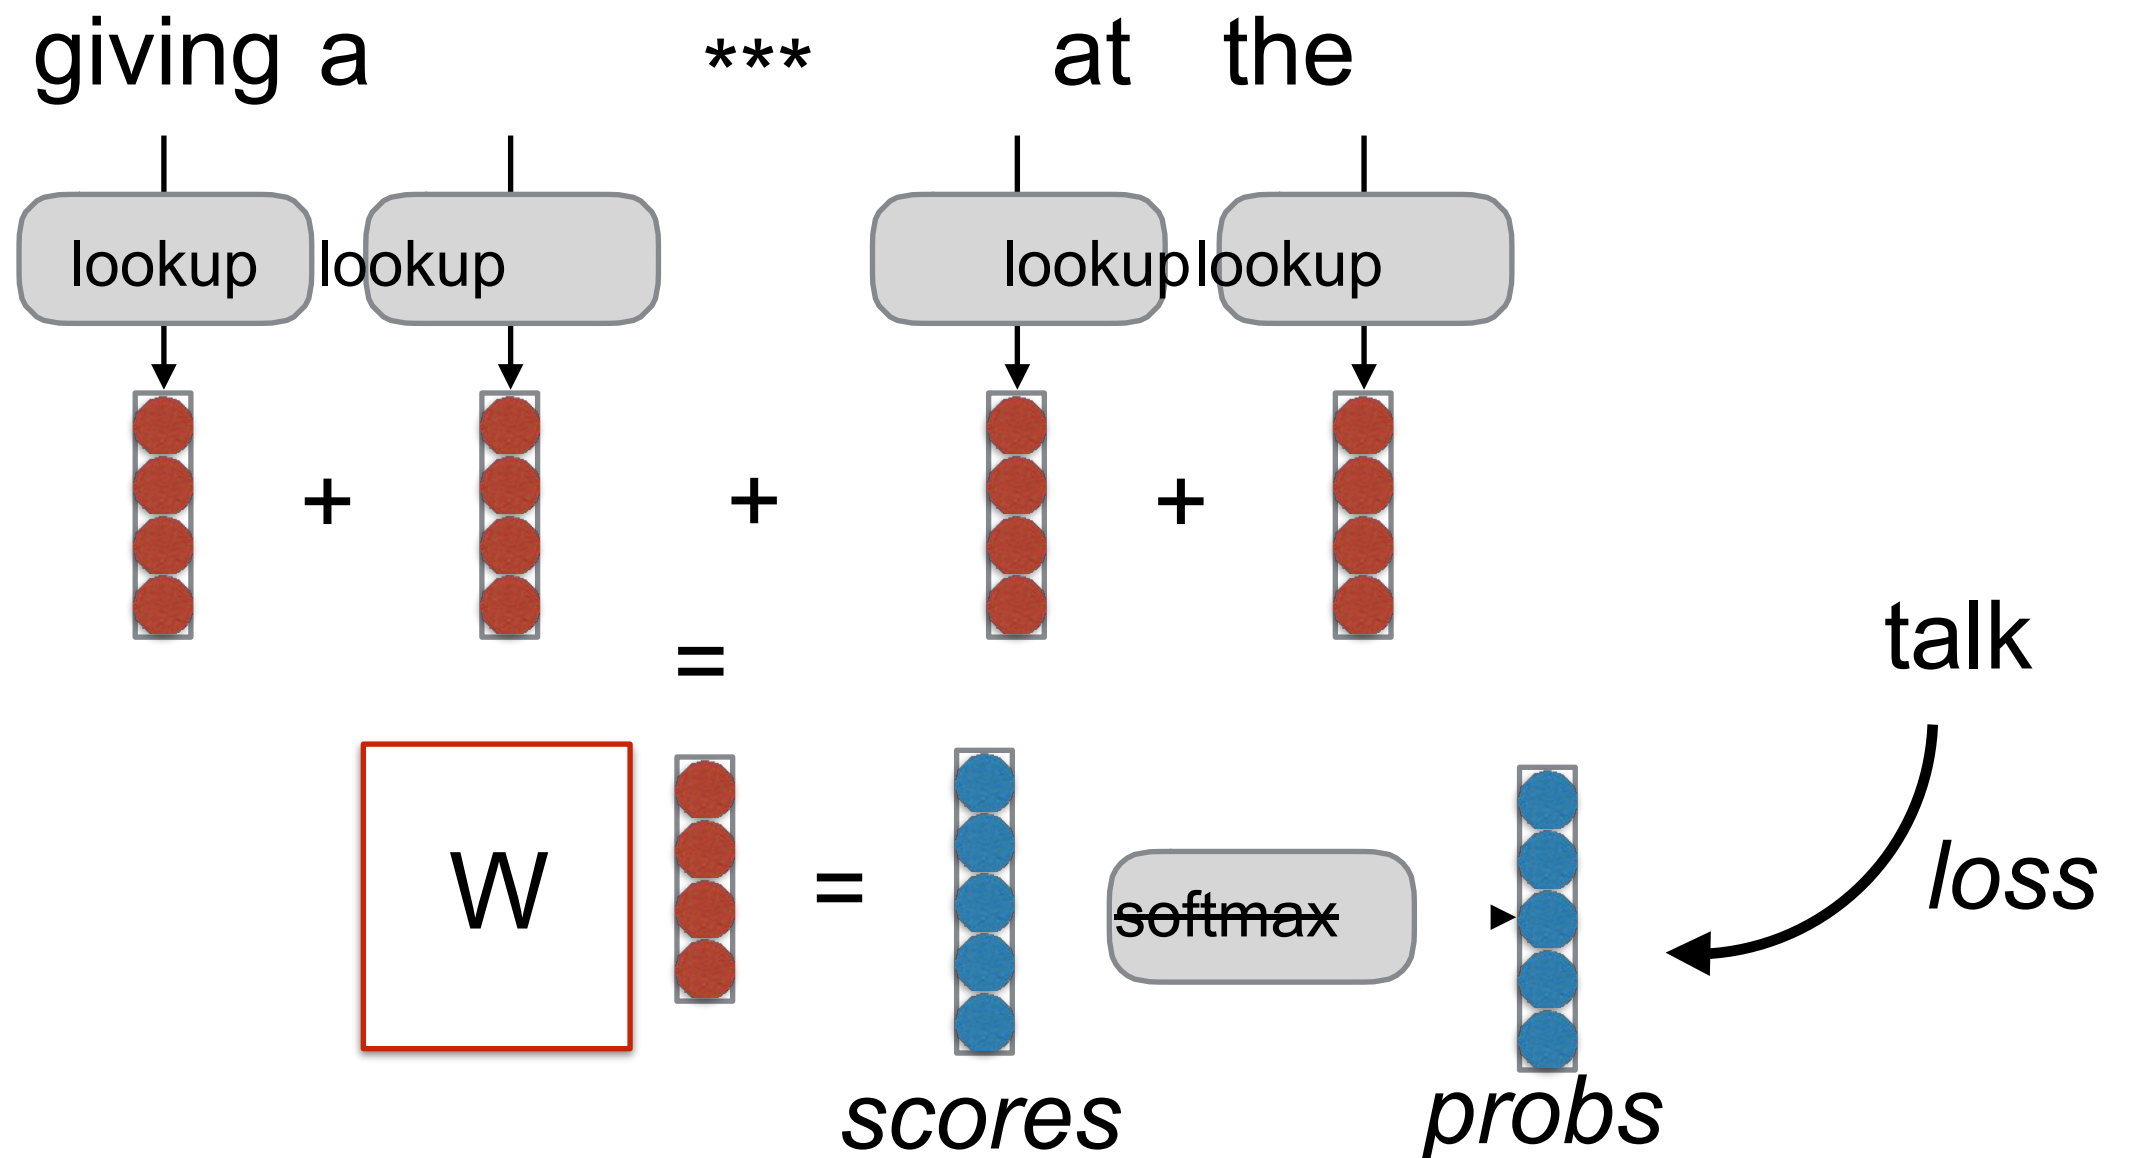 giving a *** at the
lookup lookup lookup lookup
+ + +
=
talk
W = softmax loss
scores probs